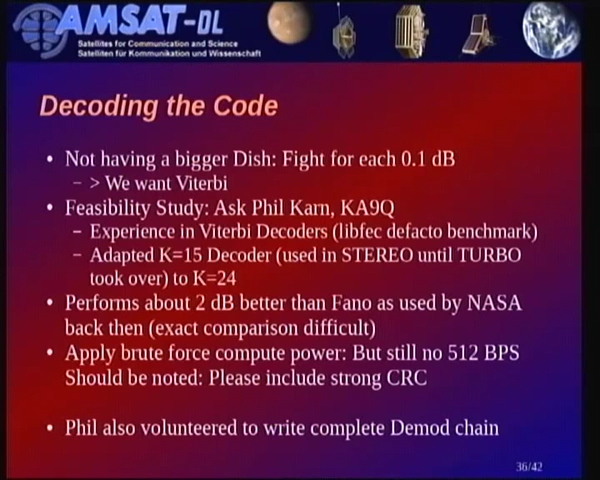 AMSAT-DL
Satellites for Communication and Science
Satelliten für Kommunikation und Wissenschaft
Decoding the Code
• Not having a bigger Dish: Fight for each 0.1 dB
– > We want Viterbi
• Feasibility Study: Ask Phil Karn, KA9Q
– Experience in Viterbi Decoders (libfec defacto benchmark)
– Adapted K=15 Decoder (used in STEREO until TURBO
took over) to K=24
• Performs about 2 dB better than Fano as used by NASA
back then (exact comparison difficult)
• Apply brute force compute power: But still no 512 BPS
Should be noted: Please include strong CRC
• Phil also volunteered to write complete Demod chain
36/42